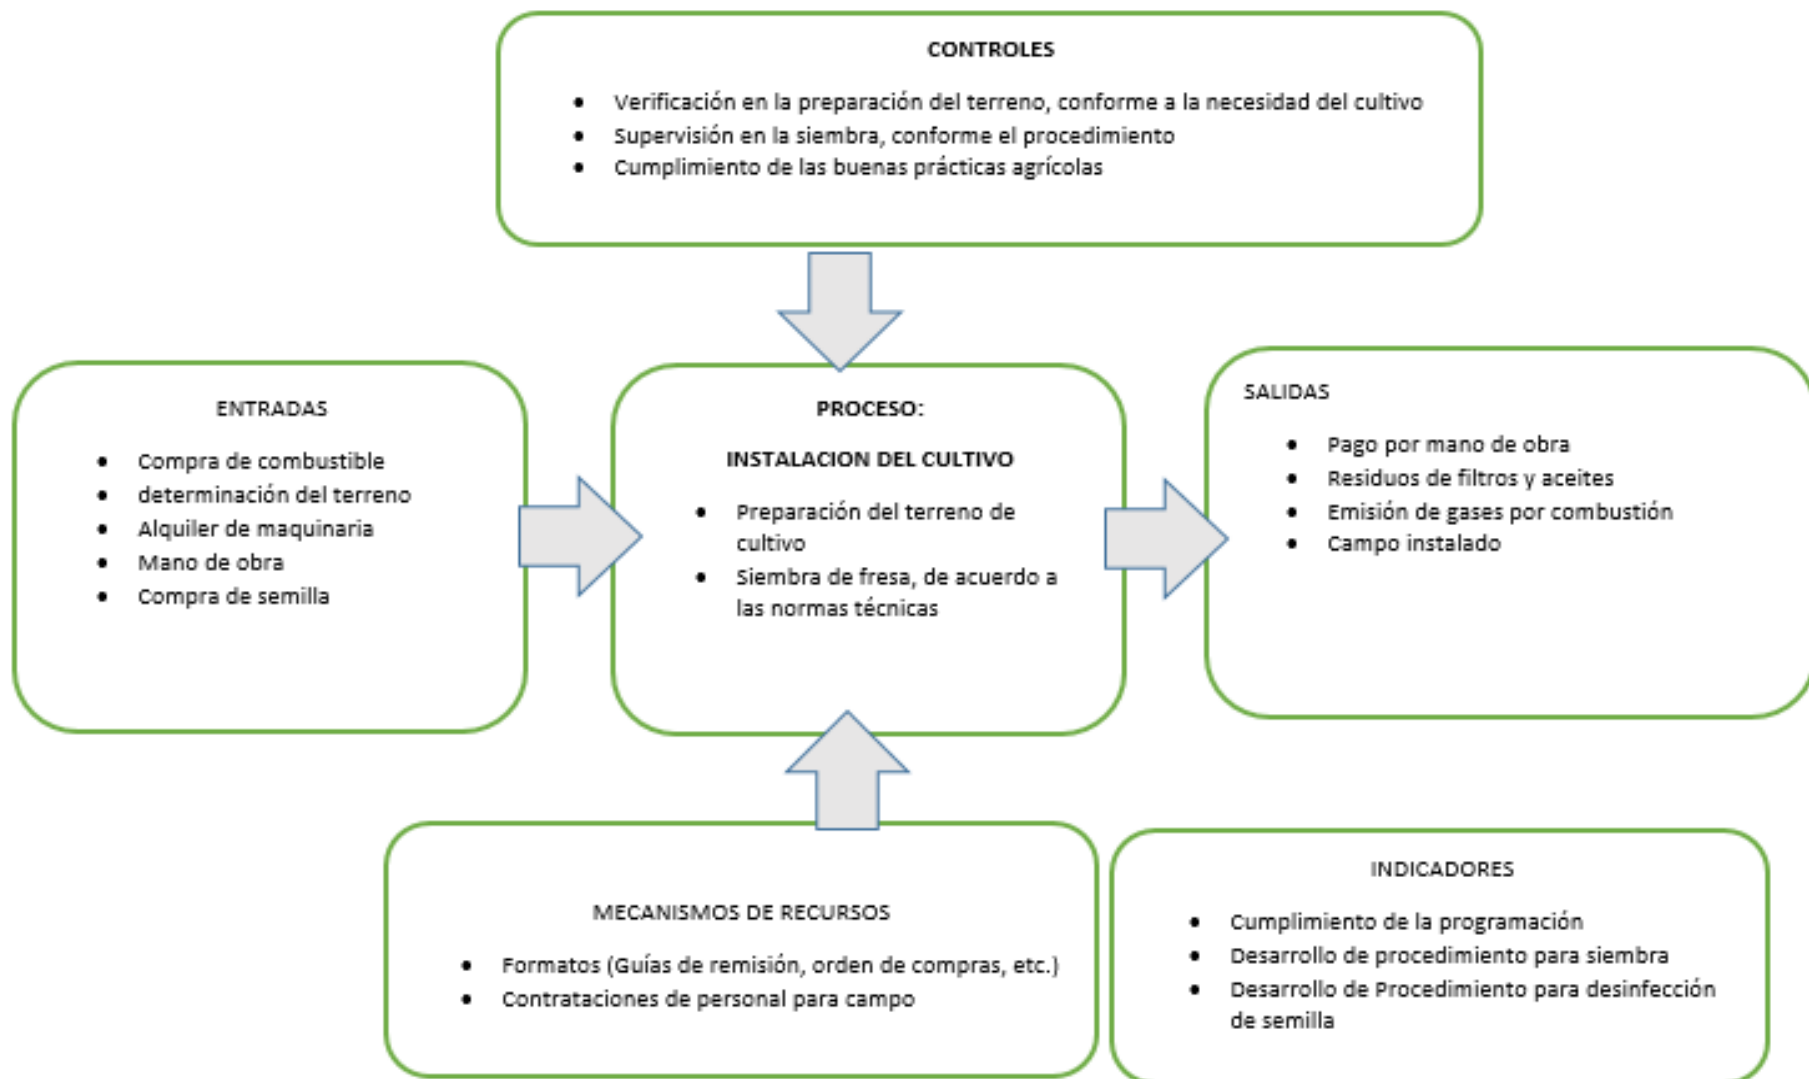 CONTROLES
• Verificación en la preparación del terreno, conforme a la necesidad del cultivo
• Supervisión en la siembra, conforme el procedimiento
• Cumplimiento de las buenas prácticas agrícolas
ENTRADAS
• Compra de combustible
• determinación del terreno
• Alquiler de maquinaria
• Mano de obra
• Compra de semilla
PROCESO:
INSTALACION DEL CULTIVO
• Preparación del terreno de
cultivo
• Siembra de fresa, de acuerdo a
las normas técnicas
SALIDAS
• Pago por mano de obra
• Residuos de filtros y aceites
• Emisión de gases por combustión
• Campo instalado
MECANISMOS DE RECURSOS
• Formatos (Guías de remisión, orden de compras, etc.)
• Contrataciones de personal para campo
INDICADORES
• Cumplimiento de la programación
• Desarrollo de procedimiento para siembra
• Desarrollo de Procedimiento para desinfección
de semilla